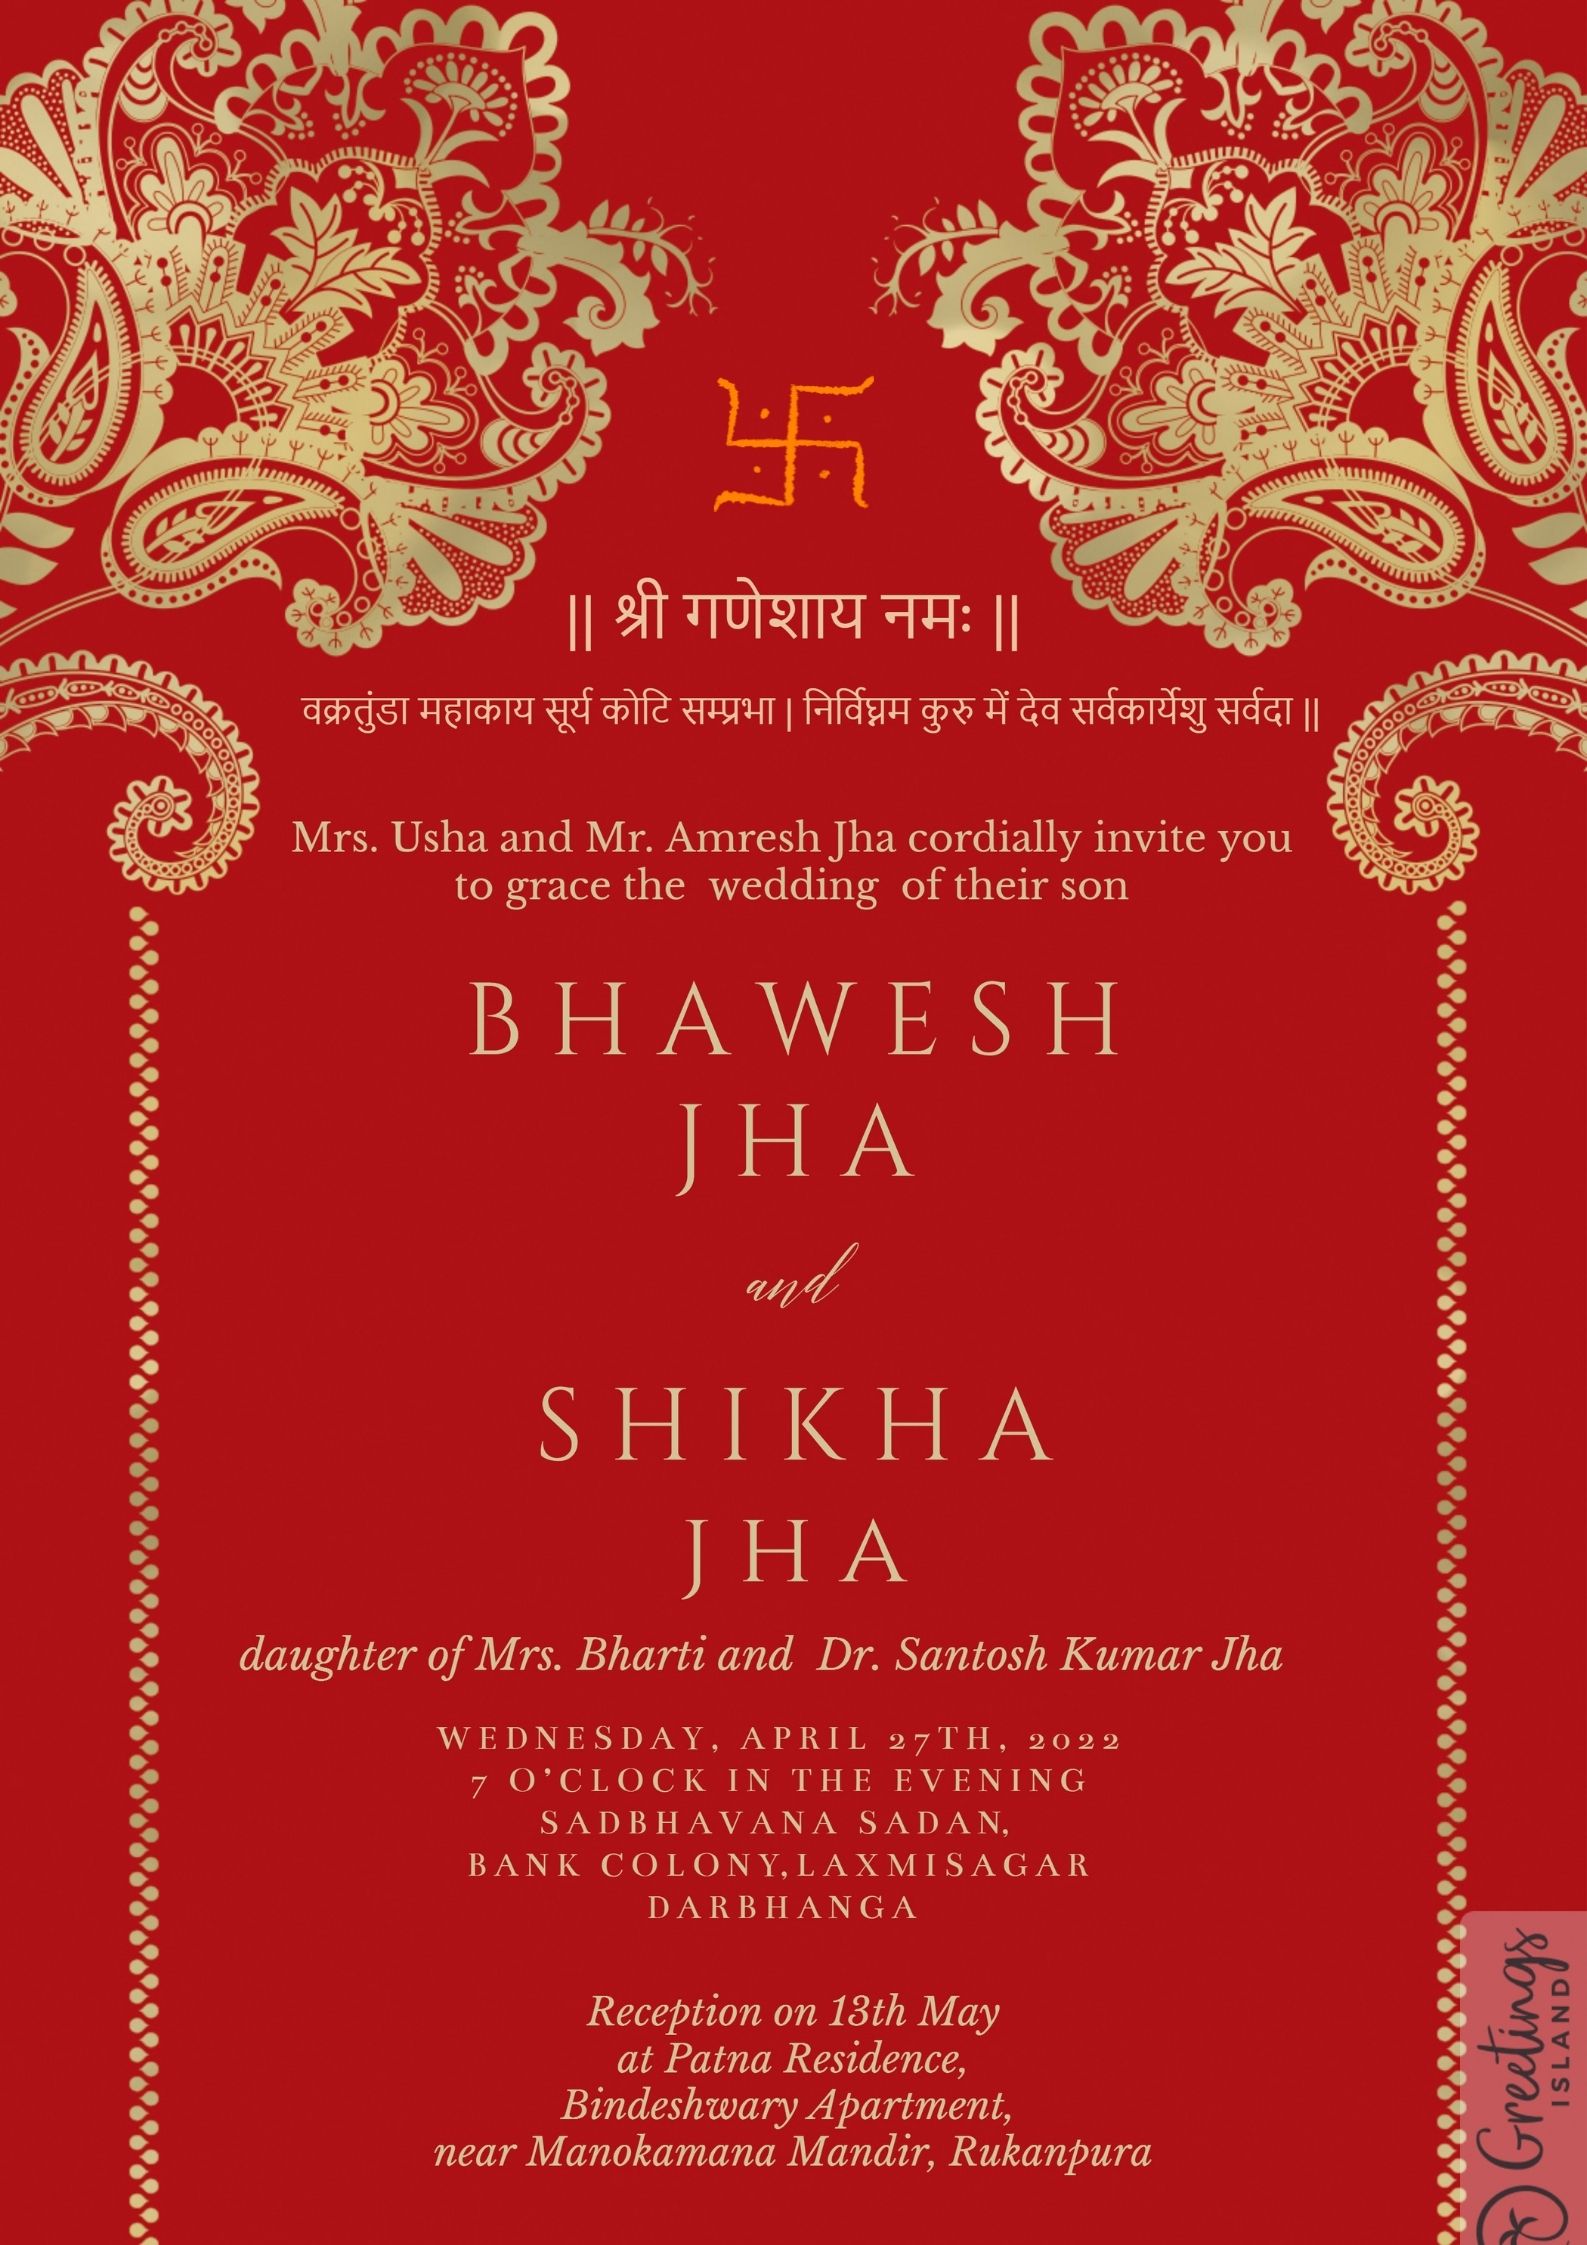 || श्री गणेशाय नमः ||
वक्रतुंडा महाकाय सूर्य कोटि सम्प्रभा | निर्विघ्नम कुरु में देव सर्वकार्येशु सर्वदा ||
Mrs. Usha and Mr. Amresh Jha cordially invite you
to grace the wedding of their son
BHAWESH
JHA
and
SHIKHA
JHA
daughter of Mrs. Bharti and Dr. Santosh Kumar Jha
WEDNESDAY, APRIL 27TH, 2022
7 O’CLOCK IN THE EVENING
SADBHAVANA SADAN,
BANK COLONY,LAXMISAGAR
DARBHANGA
Reception on 13th May
at Patna Residence,
Bindeshwary Apartment,
near Manokamana Mandir, Rukanpura
Greetings
ISLAND